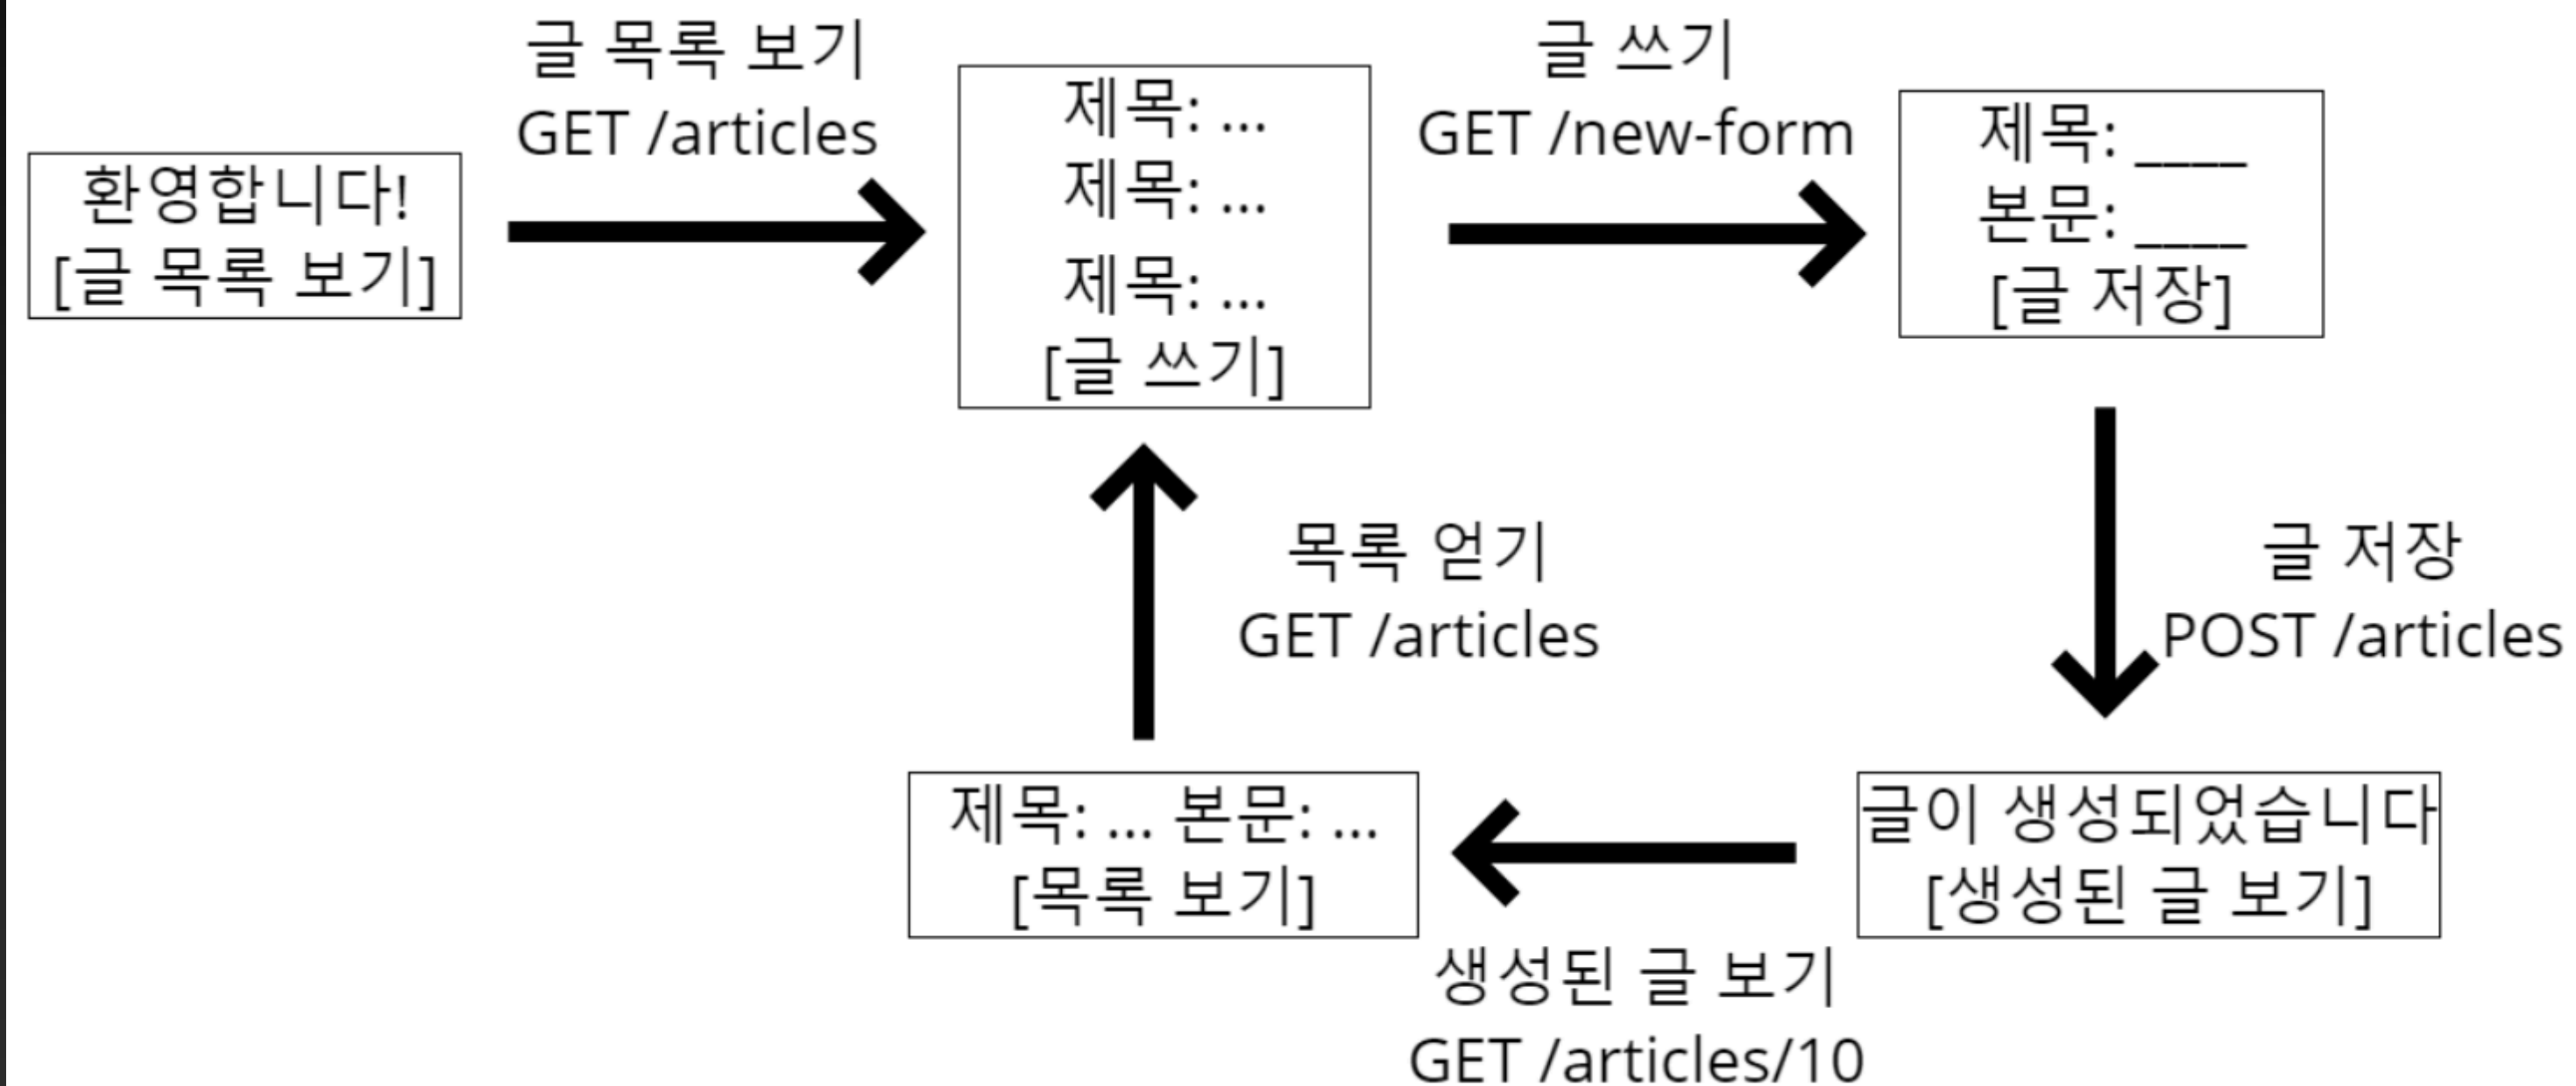 환영합니다!
[글 목록 보기]
글 목록 보기
GET /articles
제목: ...
제목: ...
제목: ...
[글 쓰기]
글 쓰기
GET /new-form
제목: ____
본문: ____
[글 저장]
글 저장
POST /articles
글이 생성되었습니다
[생성된 글 보기]
생성된 글 보기
GET /articles/10
제목: ... 본문: ...
[목록 보기]
목록 얻기
GET /articles